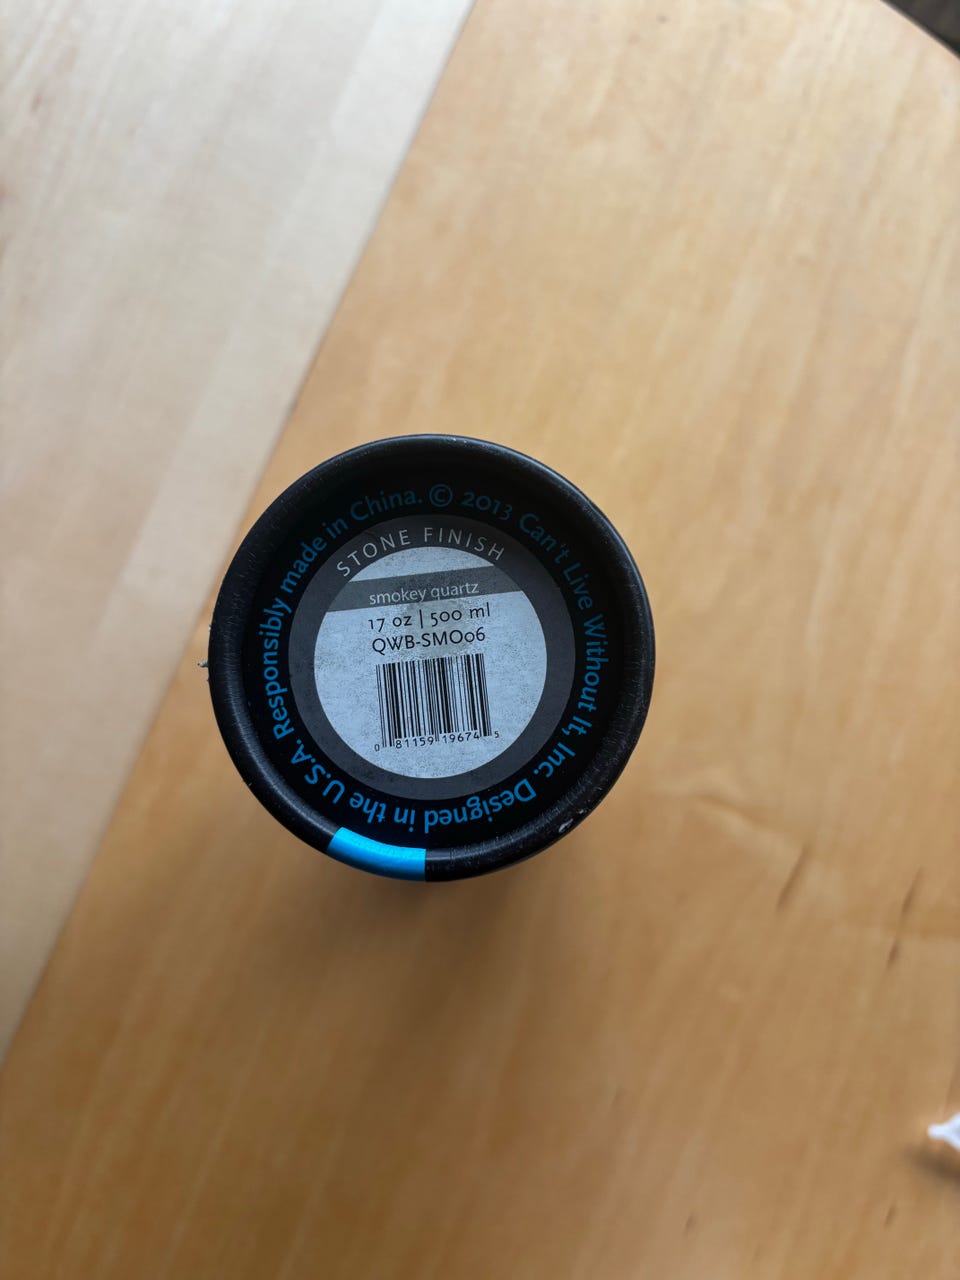 Responsibly made in China. © 2013 Can't Live Without It, Inc. Designed in the U.S.A.
STONE FINISH
smokey quartz
17 oz | 500 ml
QWB-SMO06
0 81159 19674 5